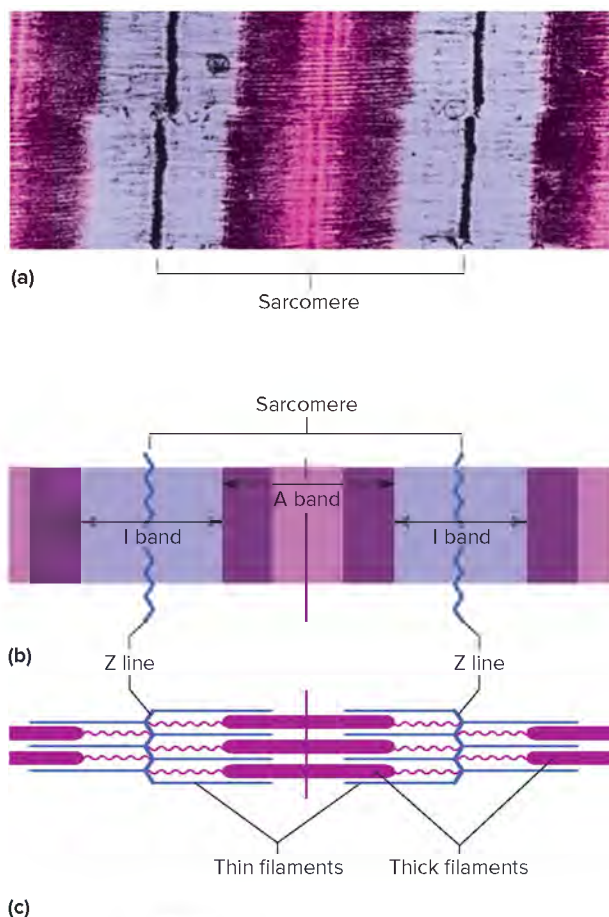 (a)
Sarcomere
Sarcomere
A band
I band
I band
(b)
Z line
Z line
Thin filaments
Thick filaments
(c)